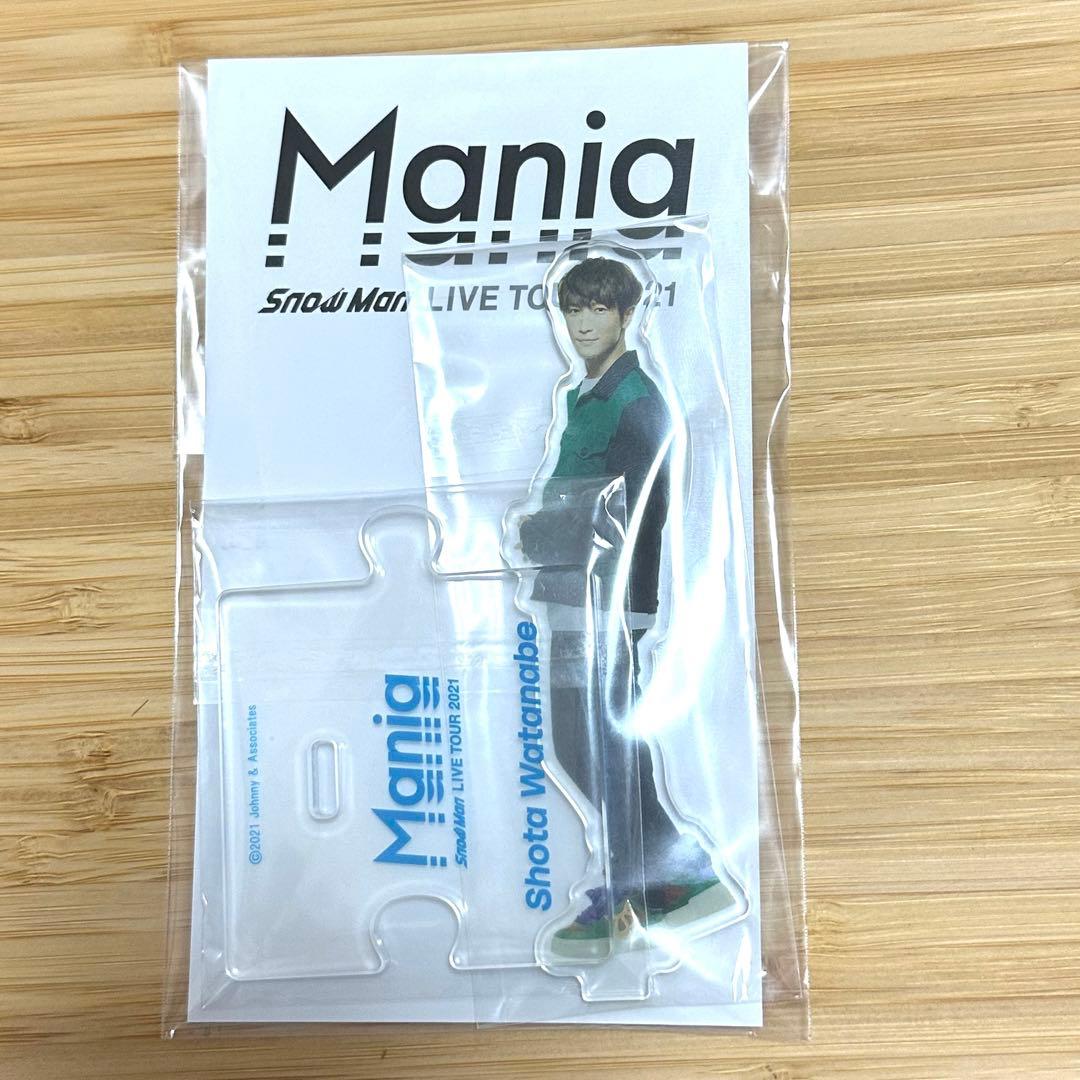 Mania
Snow Man LIVE TOUR 2021
©2021 Johnny & Associates
Mania
Snow Man LIVE TOUR 2021
Shota Watanabe